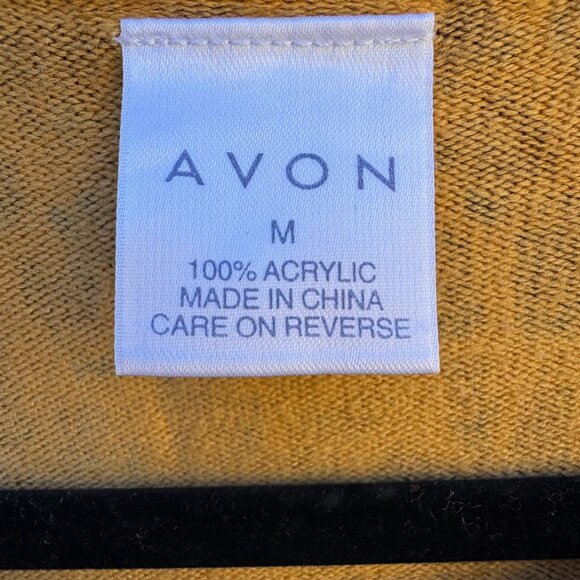 AVON
M
100% ACRYLIC
MADE IN CHINA
CARE ON REVERSE